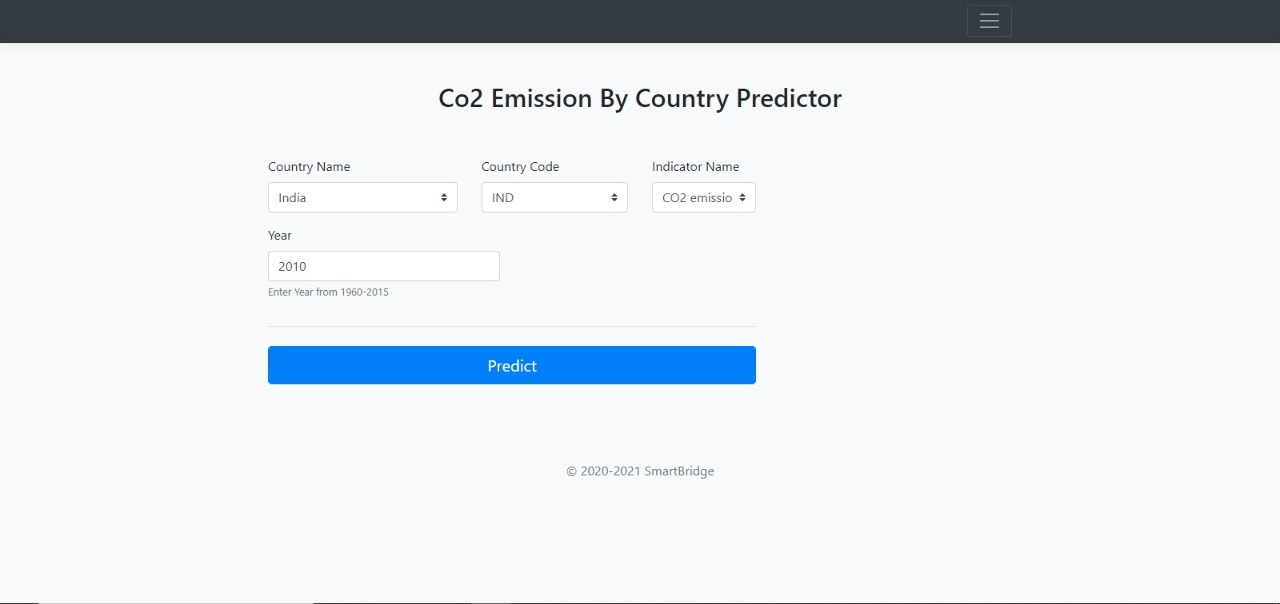 Co2 Emission By Country Predictor
Country Name
Country Code
Indicator Name
India
IND
CO2 emissio
Year
2010
Enter Year from 1960-2015
Predict
© 2020-2021 SmartBridge